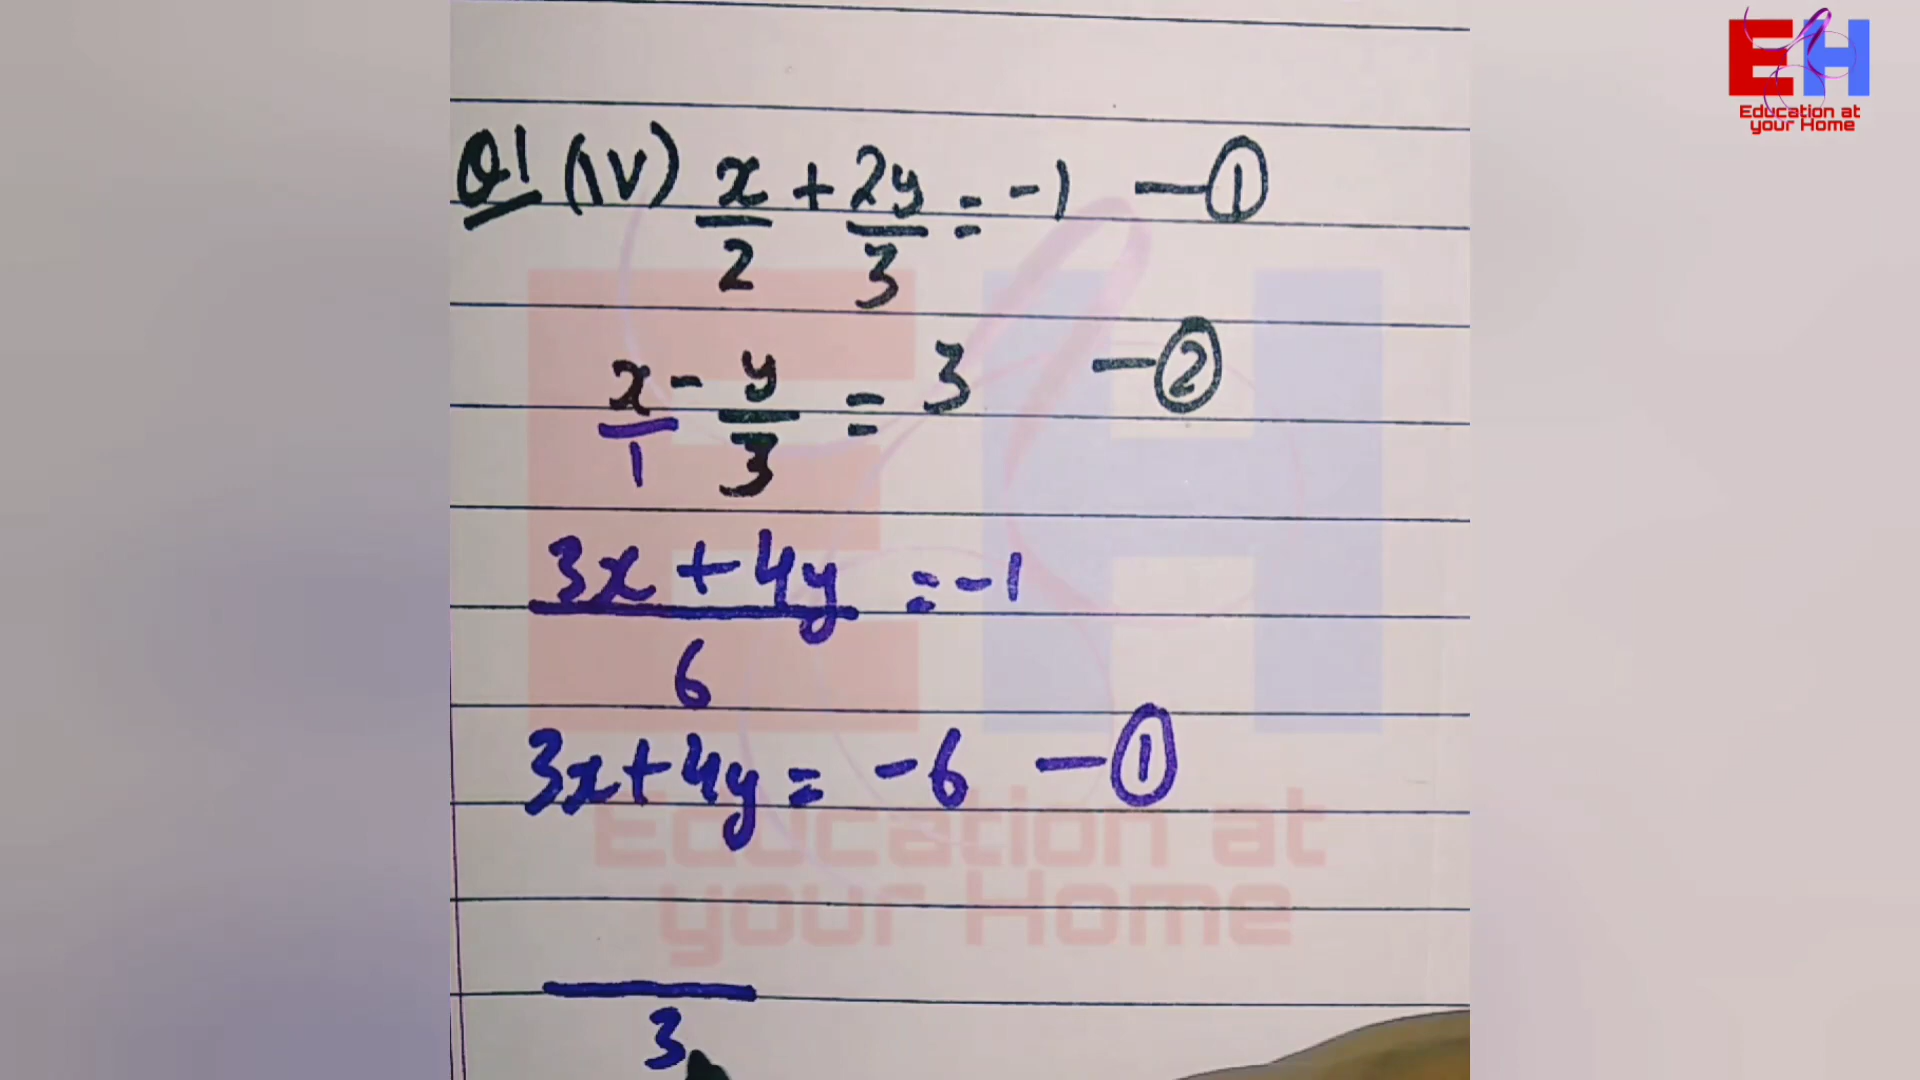 EH
Education at
your Home
Q1 (IV) x/2 + 2y/3 = -1 — ①
x/1 - y/3 = 3 — ②
3x + 4y / 6 = -1
3x + 4y = -6 — ①
Education at
your Home
/ 3